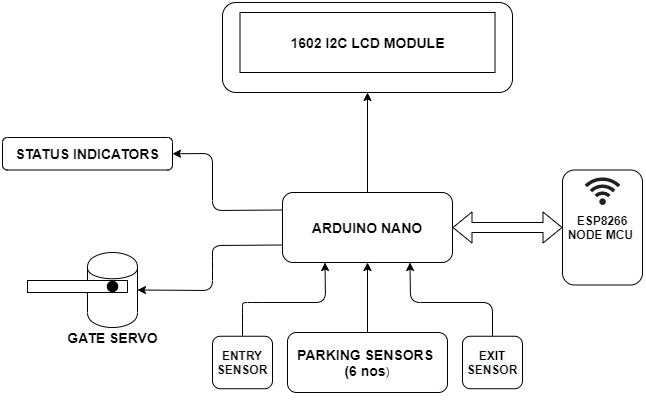 1602 I2C LCD MODULE
STATUS INDICATORS
ARDUINO NANO
ESP8266
NODE MCU
GATE SERVO
ENTRY
SENSOR
PARKING SENSORS
(6 nos)
EXIT
SENSOR